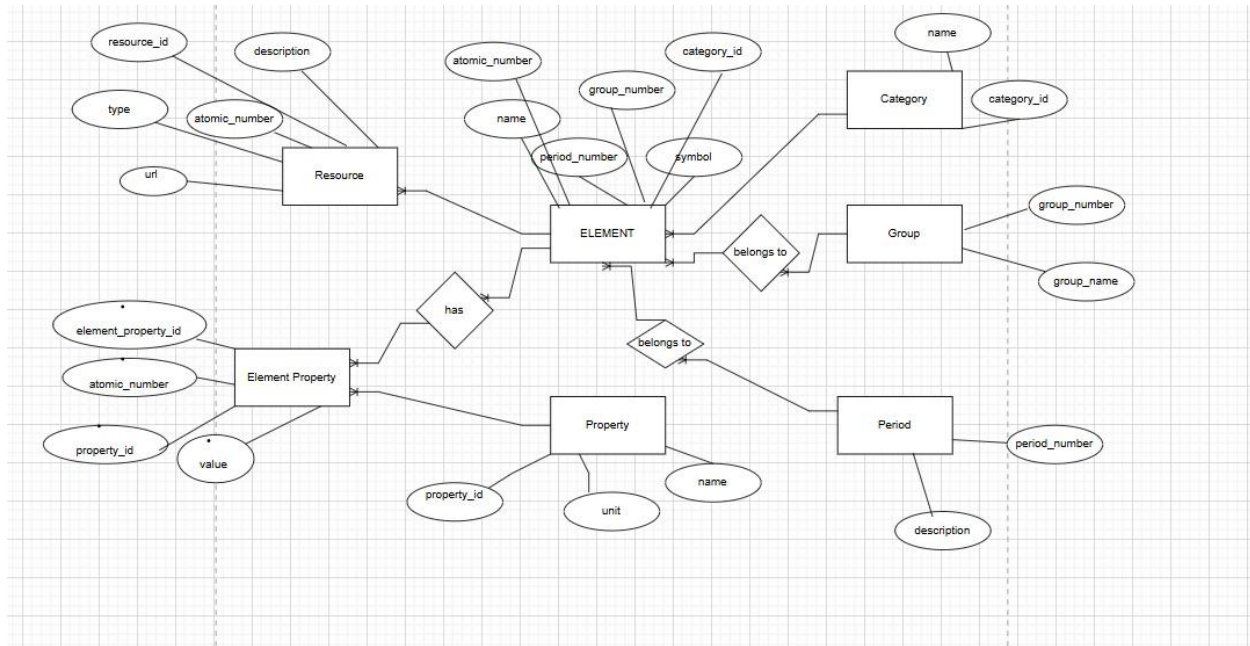 resource_id
description
type
atomic_number
url
Resource
atomic_number
category_id
group_number
name
period_number
symbol
ELEMENT
name
Category
category_id
group_number
Group
group_name
belongs to
has
belongs to
element_property_id
atomic_number
Element Property
property_id
value
Property
property_id
unit
name
Period
period_number
description